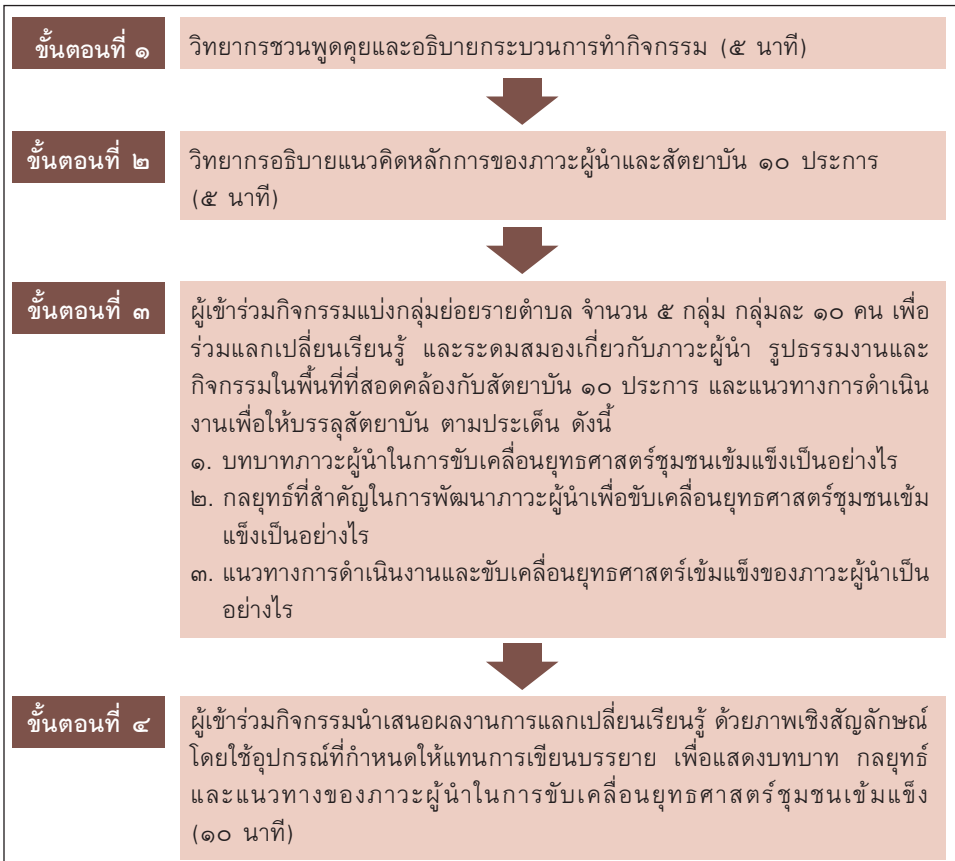 ขั้นตอนที่ ๑
วิทยากรชวนพูดคุยและอธิบายกระบวนการทำกิจกรรม (๕ นาที)
ขั้นตอนที่ ๒
วิทยากรอธิบายแนวคิดหลักการของภาวะผู้นำและสัตยาบัน ๑๐ ประการ
(๕ นาที)
ขั้นตอนที่ ๓
ผู้เข้าร่วมกิจกรรมแบ่งกลุ่มย่อยรายตำบล จำนวน ๕ กลุ่ม กลุ่มละ ๑๐ คน เพื่อ
ร่วมแลกเปลี่ยนเรียนรู้ และระดมสมองเกี่ยวกับภาวะผู้นำ รูปธรรมงานและ
กิจกรรมในพื้นที่ที่สอดคล้องกับสัตยาบัน ๑๐ ประการ และแนวทางการดำเนิน
งานเพื่อให้บรรลุสัตยาบัน ตามประเด็น ดังนี้
๑. บทบาทภาวะผู้นำในการขับเคลื่อนยุทธศาสตร์ชุมชนเข้มแข็งเป็นอย่างไร
๒. กลยุทธ์ที่สำคัญในการพัฒนาภาวะผู้นำเพื่อขับเคลื่อนยุทธศาสตร์ชุมชนเข้ม
แข็งเป็นอย่างไร
๓. แนวทางการดำเนินงานและขับเคลื่อนยุทธศาสตร์เข้มแข็งของภาวะผู้นำเป็น
อย่างไร
ขั้นตอนที่ ๔
ผู้เข้าร่วมกิจกรรมนำเสนอผลงานการแลกเปลี่ยนเรียนรู้ ด้วยภาพเชิงสัญลักษณ์
โดยใช้อุปกรณ์ที่กำหนดให้แทนการเขียนบรรยาย เพื่อแสดงบทบาท กลยุทธ์
และแนวทางของภาวะผู้นำในการขับเคลื่อนยุทธศาสตร์ชุมชนเข้มแข็ง
(๑๐ นาที)